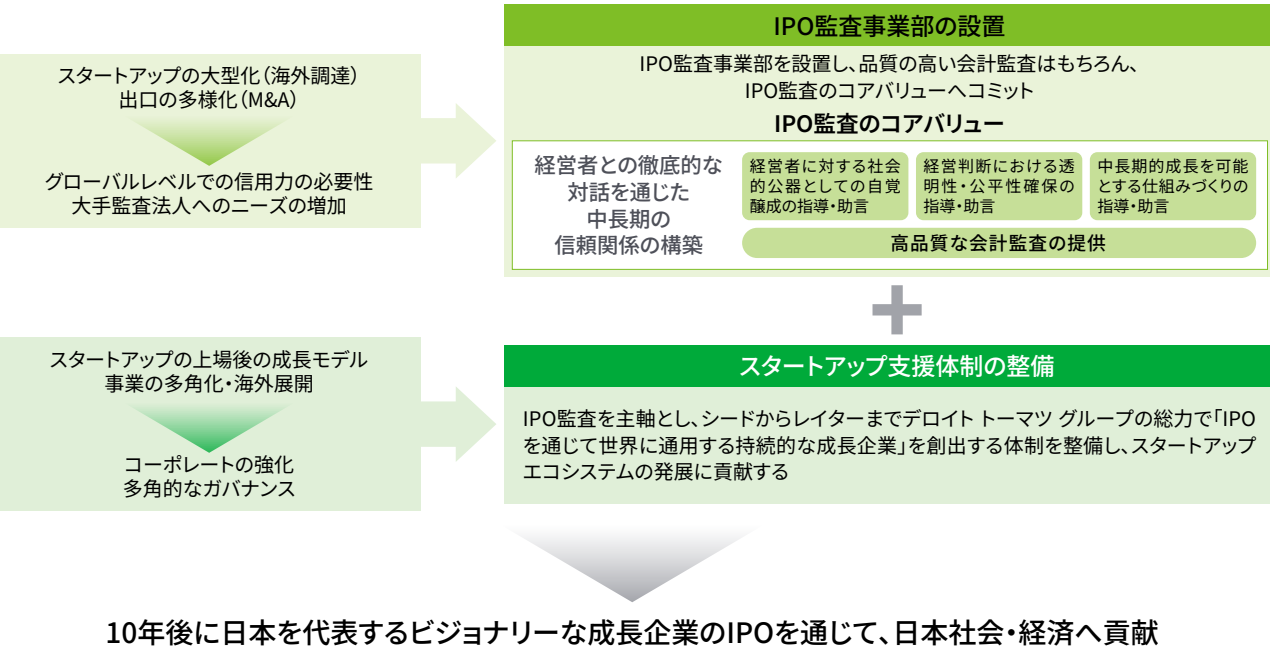 スタートアップの大型化（海外調達）
出口の多様化（M&A）
グローバルレベルでの信用力の必要性
大手監査法人へのニーズの増加
IPO監査事業部の設置
IPO監査事業部を設置し、品質の高い会計監査はもちろん、
IPO監査のコアバリューへコミット
IPO監査のコアバリュー
経営者との徹底的な
対話を通じた
中長期の
信頼関係の構築
経営者に対する社会
的公器としての自覚
醸成の指導・助言
経営判断における透
明性・公平性確保の
指導・助言
中長期的成長を可能
とする仕組みづくりの
指導・助言
高品質な会計監査の提供
スタートアップの上場後の成長モデル
事業の多角化・海外展開
コーポレートの強化
多角的なガバナンス
スタートアップ支援体制の整備
IPO監査を主軸とし、シードからレイターまでデロイト トーマツ グループの総力で「IPO
を通じて世界に通用する持続的な成長企業」を創出する体制を整備し、スタートアップ
エコシステムの発展に貢献する
10年後に日本を代表するビジョナリーな成長企業のIPOを通じて、日本社会・経済へ貢献